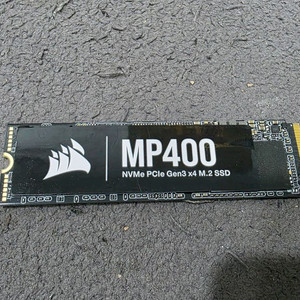 MP400
NVMe PCIe Gen3 x4 M.2 SSD